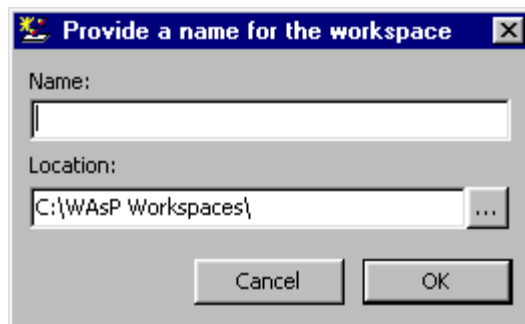 Provide a name for the workspace
Name:
Location:
C:\WAsP Workspaces\
...
Cancel
OK